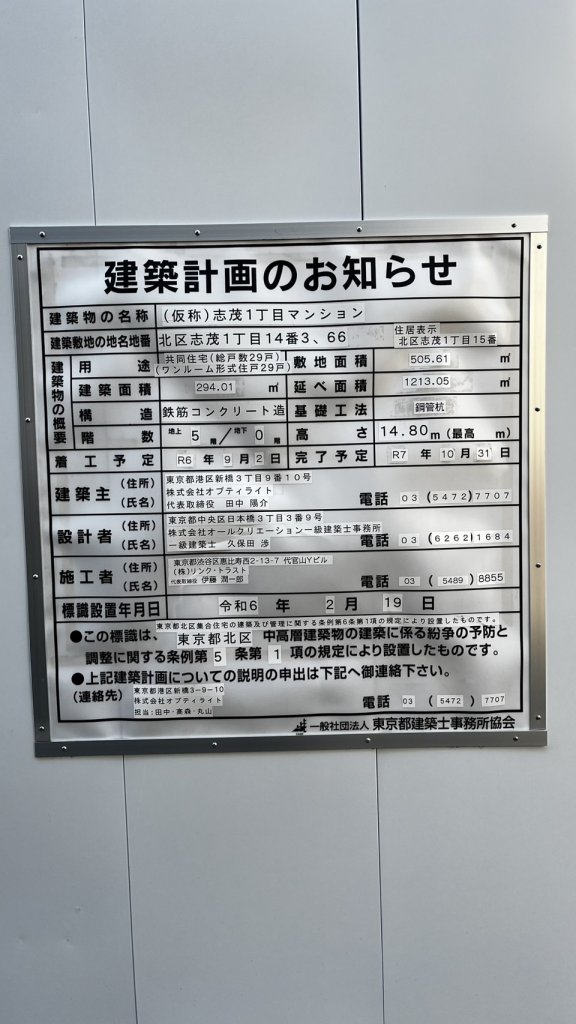 建築計画のお知らせ
建築物の名称 (仮称)志茂1丁目マンション
建築敷地の地名地番 北区志茂1丁目14番3、66 住居表示 北区志茂1丁目15番
建築物の概要
用途 共同住宅(総戸数29戸) (ワンルーム形式住戸29戸) 敷地面積 505.61 ㎡
建築面積 294.01 ㎡ 延べ面積 1213.05 ㎡
構造 鉄筋コンクリート造 基礎工法 鋼管杭
階数 地上 5 階/地下 0 階 高さ 14.80m(最高 m)
着工予定 R6 年 9 月 2 日 完了予定 R7 年 10 月 31 日
建築主 (住所) 東京都港区新橋3丁目9番10号
(氏名) 株式会社オプティライト
代表取締役 田中 陽介 電話 03 (5472)7707
設計者 (住所) 東京都中央区日本橋3丁目3番9号
(氏名) 株式会社オールクリエーション一級建築士事務所
一級建築士 久保田 渉 電話 03 (6262)1684
施工者 (住所) 東京都渋谷区恵比寿西2-13-7 代官山Yビル
(氏名) (株)リンク・トラスト
代表取締役 伊藤 潤一郎 電話 03 (5489)8855
標識設置年月日 令和6 年 2 月 19 日
東京都北区集合住宅の建築及び管理に関する条例第6条第1項の規定により設置したものです。
●この標識は、東京都北区 中高層建築物の建築に係る紛争の予防と
調整に関する条例第 5 条第 1 項の規定により設置したものです。
●上記建築計画についての説明の申出は下記へ御連絡下さい。
(連絡先) 東京都港区新橋3-9-10
株式会社オプティライト
担当:田中・高森・丸山 電話 03 (5472)7707
一般社団法人 東京都建築士事務所協会